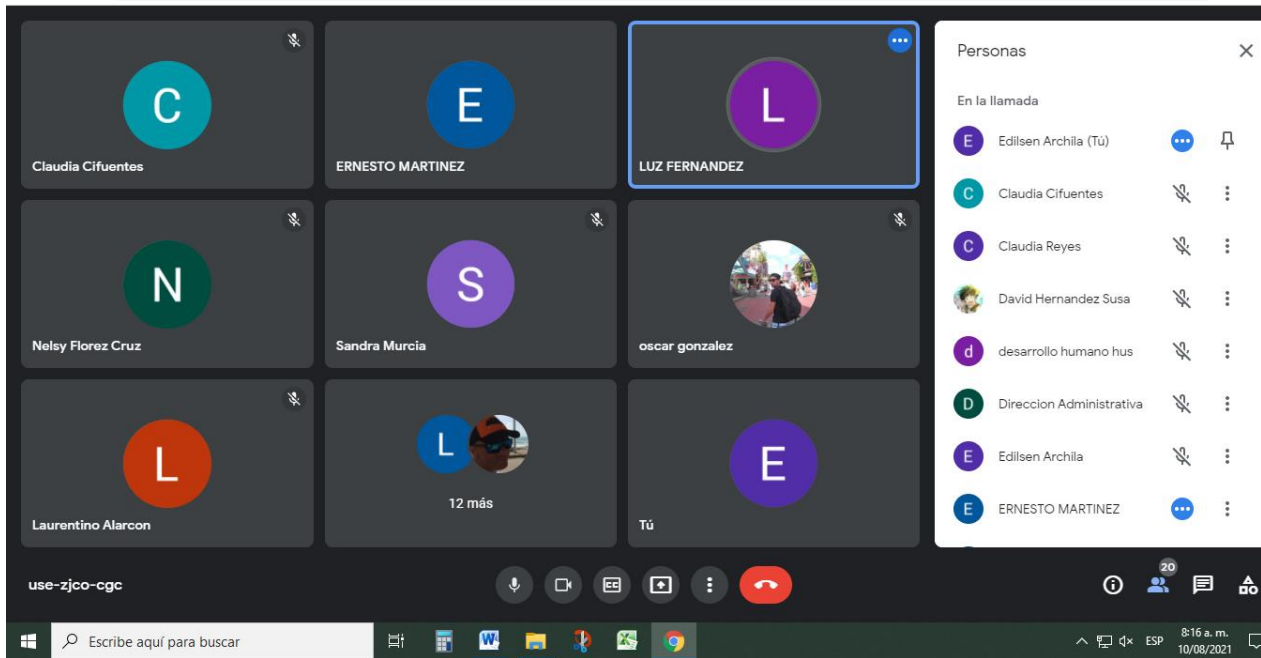 C
Claudia Cifuentes
E
ERNESTO MARTINEZ
L
LUZ FERNANDEZ
N
Nelsy Florez Cruz
S
Sandra Murcia
oscar gonzalez
L
Laurentino Alarcon
L
12 más
E
Tú
Personas
En la llamada
E Edilsen Archila (Tú)
C Claudia Cifuentes
C Claudia Reyes
David Hernandez Susa
d desarrollo humano hus
D Direccion Administrativa
E Edilsen Archila
E ERNESTO MARTINEZ
use-zjco-cgc
CC
20
Escribe aquí para buscar
W
ESP
8:16 a. m.
10/08/2021